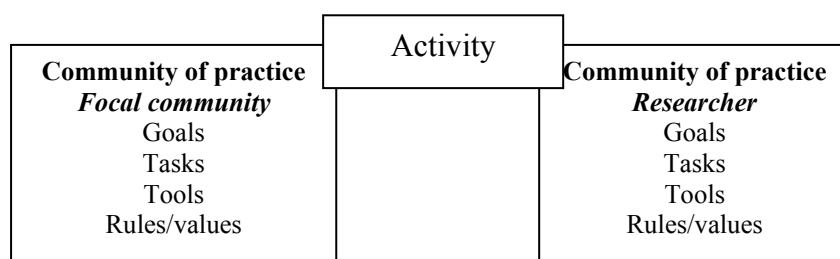 Activity
Community of practice
Focal community
Goals
Tasks
Tools
Rules/values
Community of practice
Researcher
Goals
Tasks
Tools
Rules/values